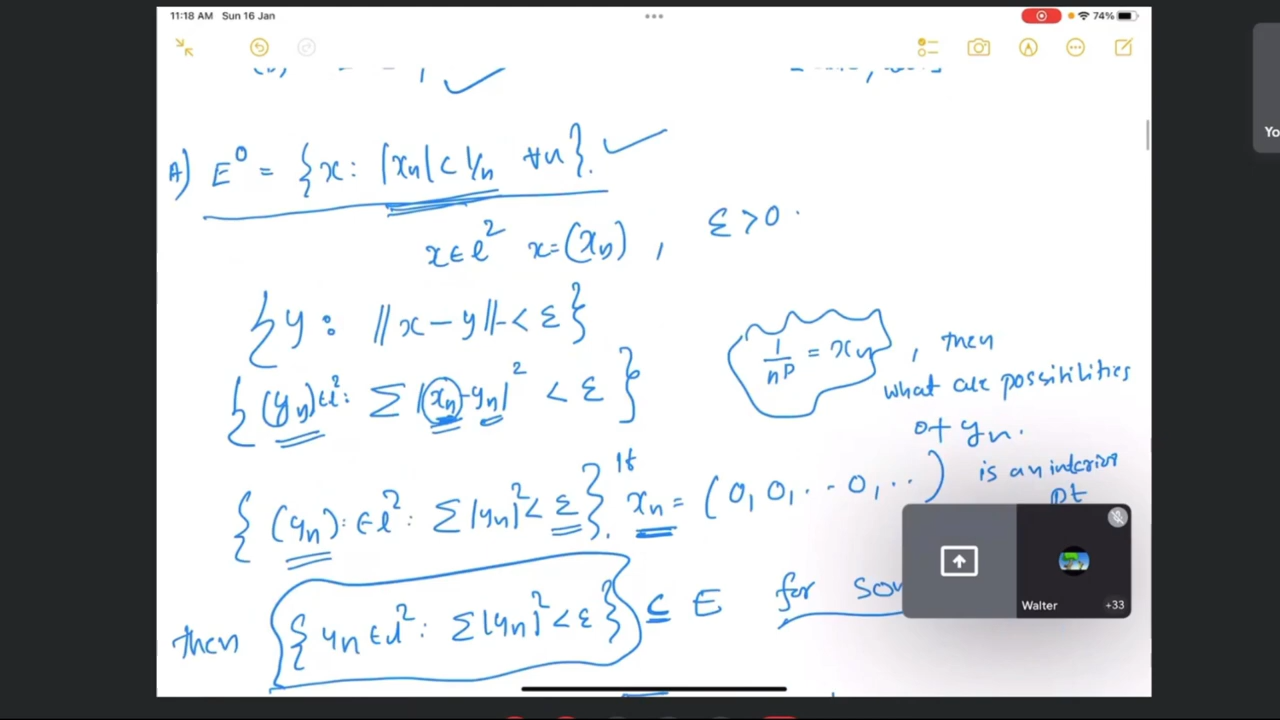 11:18 AM Sun 16 Jan
74%
A) E⁰ = {x: |xn| < 1/n ∀n}.
x ∈ l² x = (xn), ε > 0.
{y : ||x - y|| < ε}
{(yn) ∈ l²: Σ |xn - yn|² < ε}
1/n^p = xn, then
what are possibilities
of yn.
{(yn): ∈ l²: Σ |yn|² < ε}. If xn = (0, 0, ... 0, ..) is an interior
pt
then {yn ∈ l²: Σ |yn|² < ε} ⊆ E for
Walter
+33
Yo